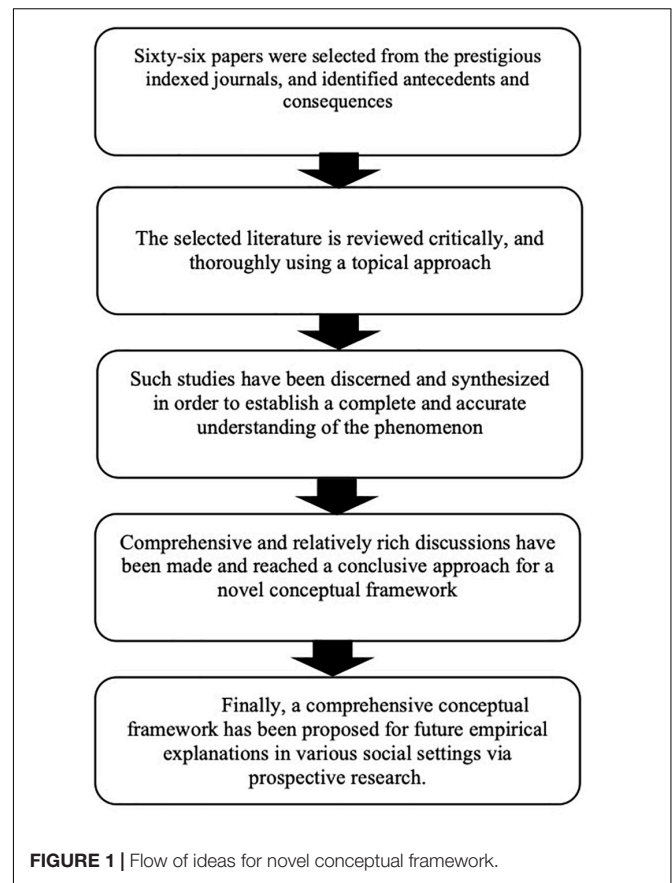 Sixty-six papers were selected from the prestigious
indexed journals, and identified antecedents and
consequences
The selected literature is reviewed critically, and
thoroughly using a topical approach
Such studies have been discerned and synthesized
in order to establish a complete and accurate
understanding of the phenomenon
Comprehensive and relatively rich discussions have
been made and reached a conclusive approach for a
novel conceptual framework
Finally, a comprehensive conceptual
framework has been proposed for future empirical
explanations in various social settings via
prospective research.
FIGURE 1 | Flow of ideas for novel conceptual framework.